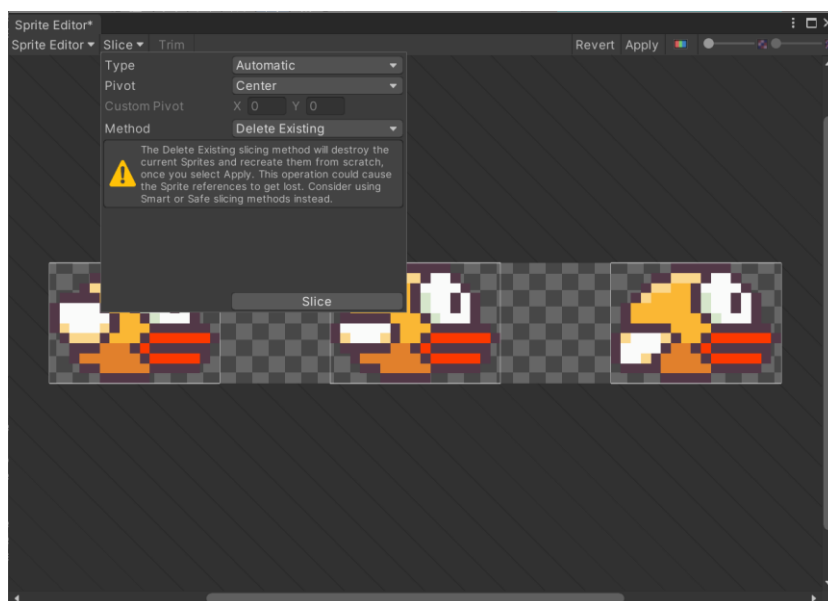 Sprite Editor*
Sprite Editor Slice Trim Revert Apply
Type Automatic
Pivot Center
Custom Pivot X 0 Y 0
Method Delete Existing
The Delete Existing slicing method will destroy the
current Sprites and recreate them from scratch,
once you select Apply. This operation could cause
the Sprite references to get lost. Consider using
Smart or Safe slicing methods instead.
Slice